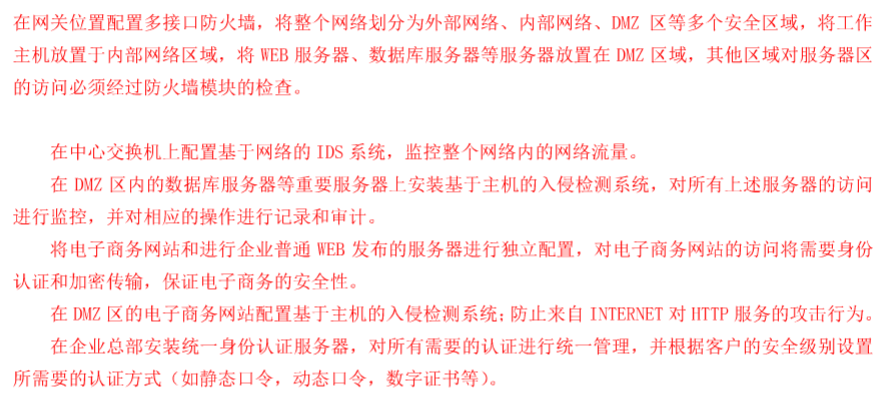 在网关位置配置多接口防火墙，将整个网络划分为外部网络、内部网络、DMZ 区等多个安全区域，将工作
主机放置于内部网络区域，将 WEB 服务器、数据库服务器等服务器放置在 DMZ 区域，其他区域对服务器区
的访问必须经过防火墙模块的检查。
在中心交换机上配置基于网络的 IDS 系统，监控整个网络内的网络流量。
在 DMZ 区内的数据库服务器等重要服务器上安装基于主机的入侵检测系统，对所有上述服务器的访问
进行监控，并对相应的操作进行记录和审计。
将电子商务网站和进行企业普通 WEB 发布的服务器进行独立配置，对电子商务网站的访问将需要身份
认证和加密传输，保证电子商务的安全性。
在 DMZ 区的电子商务网站配置基于主机的入侵检测系统；防止来自 INTERNET 对 HTTP 服务的攻击行为。
在企业总部安装统一身份认证服务器，对所有需要的认证进行统一管理，并根据客户的安全级别设置
所需要的认证方式（如静态口令，动态口令，数字证书等）。